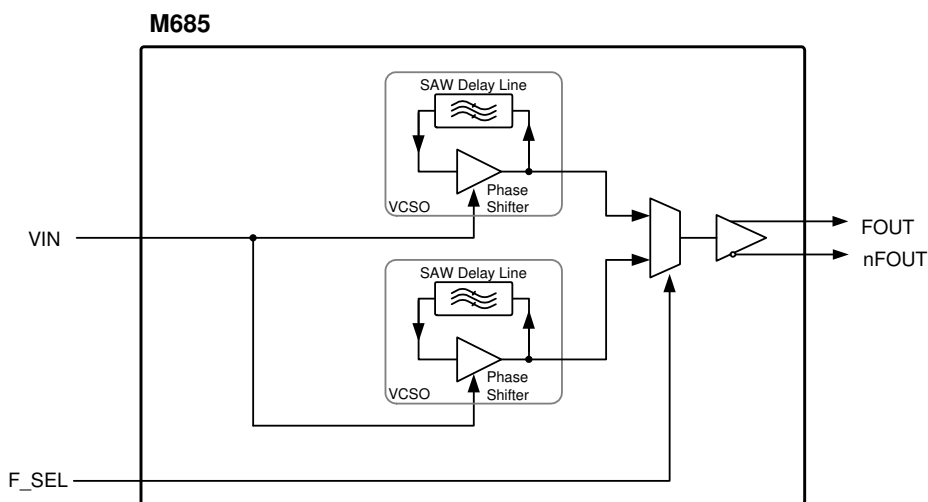 M685
SAW Delay Line
Phase
Shifter
VCSO
VIN
FOUT
nFOUT
SAW Delay Line
Phase
Shifter
VCSO
F_SEL